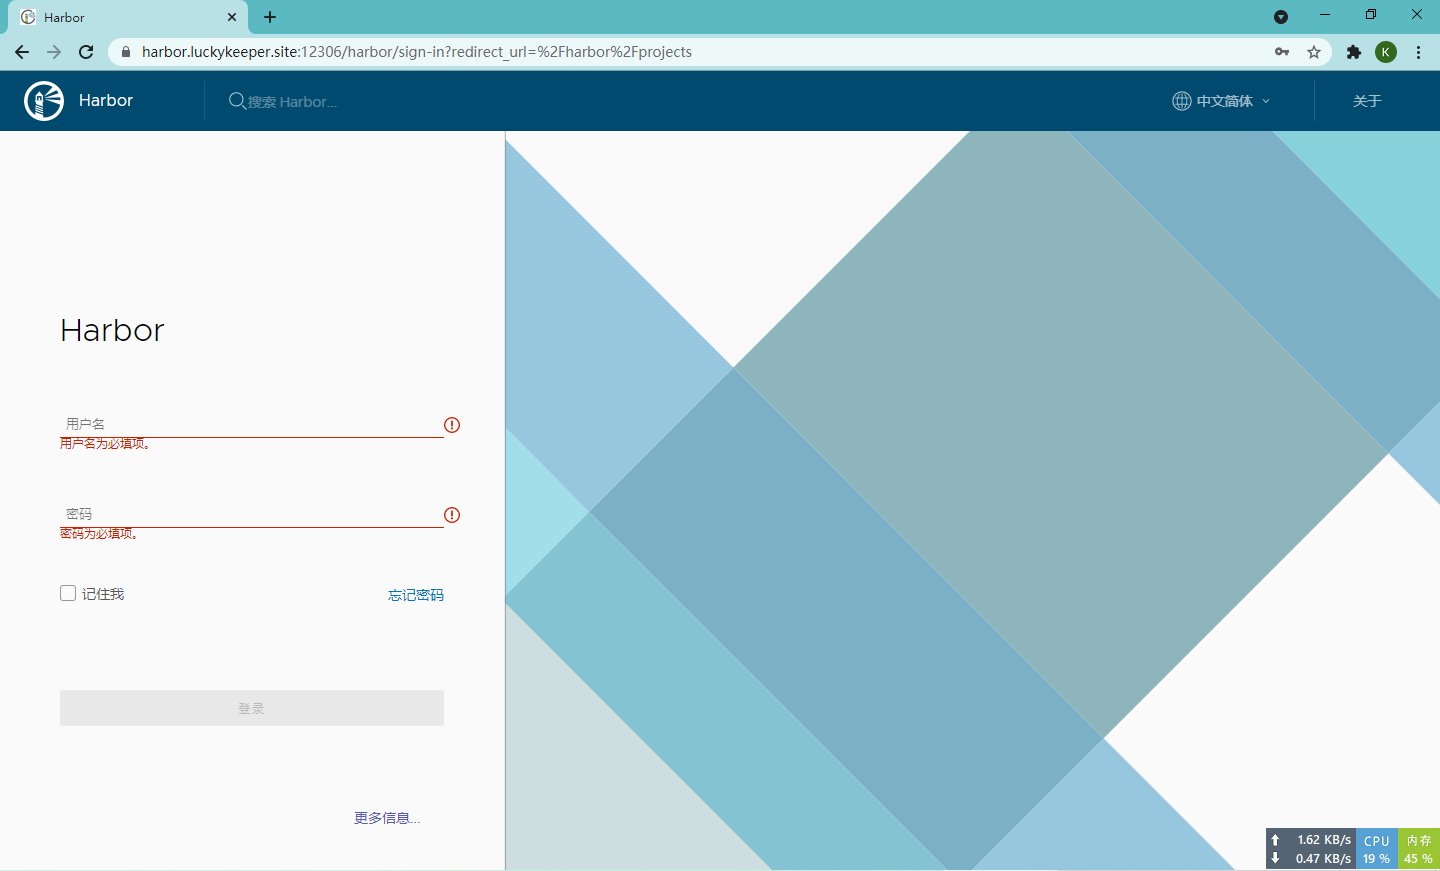 Harbor
harbor.luckykeeper.site:12306/harbor/sign-in?redirect_url=%2Fharbor%2Fprojects
K
Harbor
搜索 Harbor...
中文简体
关于
Harbor
用户名
用户名为必填项。
密码
密码为必填项。
记住我
忘记密码
登录
更多信息...
1.62 KB/s CPU 内存
0.47 KB/s 19 % 45 %